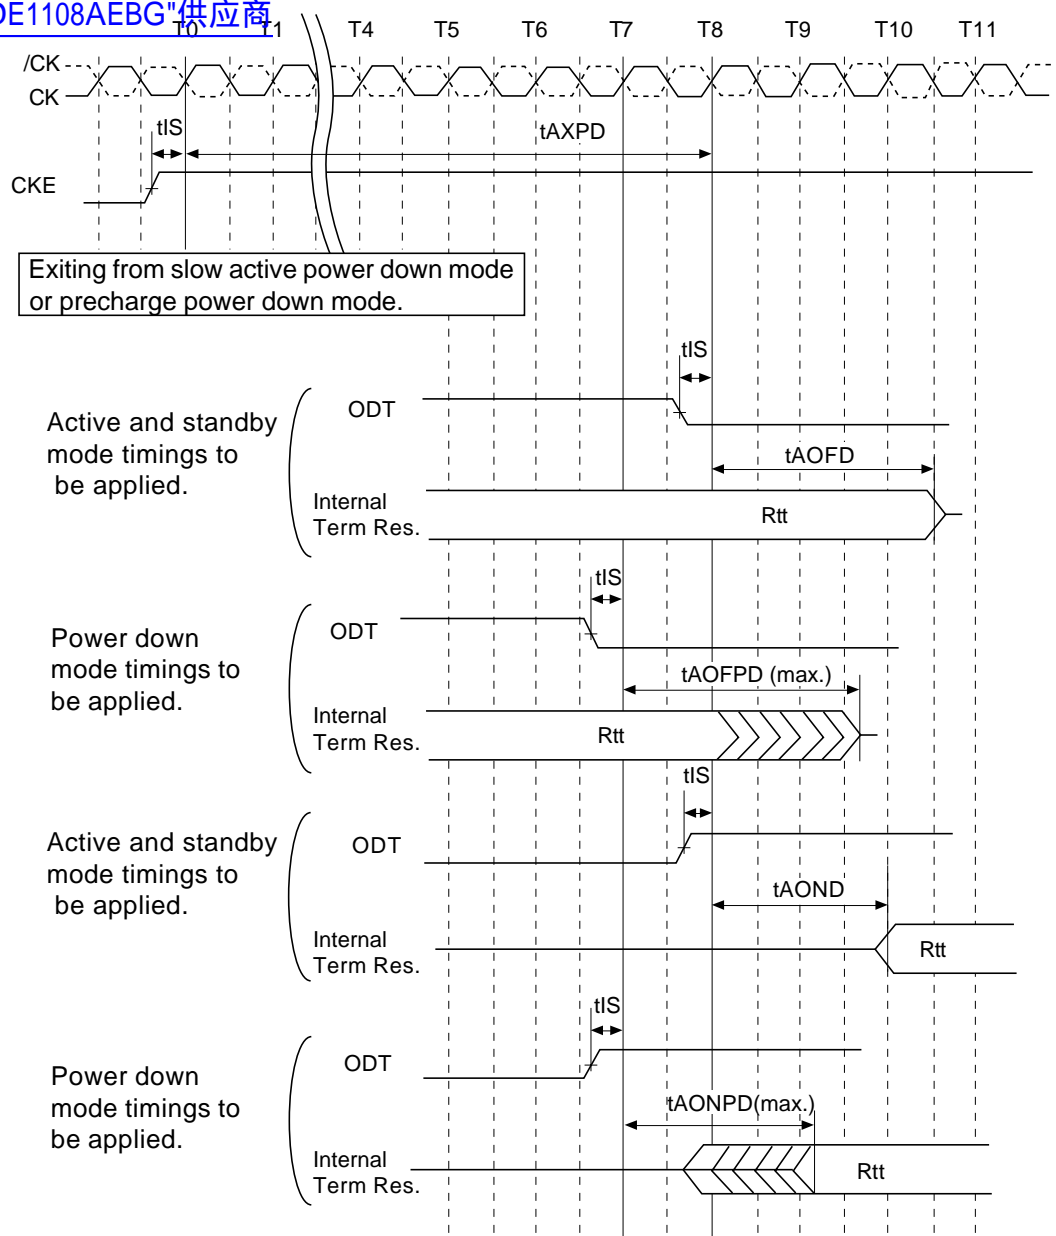 DE1108AEBG"供应商
T0 T1 T4 T5 T6 T7 T8 T9 T10 T11
/CK
CK
tIS
tAXPD
CKE
Exiting from slow active power down mode
or precharge power down mode.
tIS
Active and standby
mode timings to
be applied.
ODT
tAOFD
Internal
Term Res.
Rtt
tIS
Power down
mode timings to
be applied.
ODT
tAOFPD (max.)
Internal
Term Res.
Rtt
tIS
Active and standby
mode timings to
be applied.
ODT
tAOND
Internal
Term Res.
Rtt
tIS
Power down
mode timings to
be applied.
ODT
tAONPD(max.)
Internal
Term Res.
Rtt